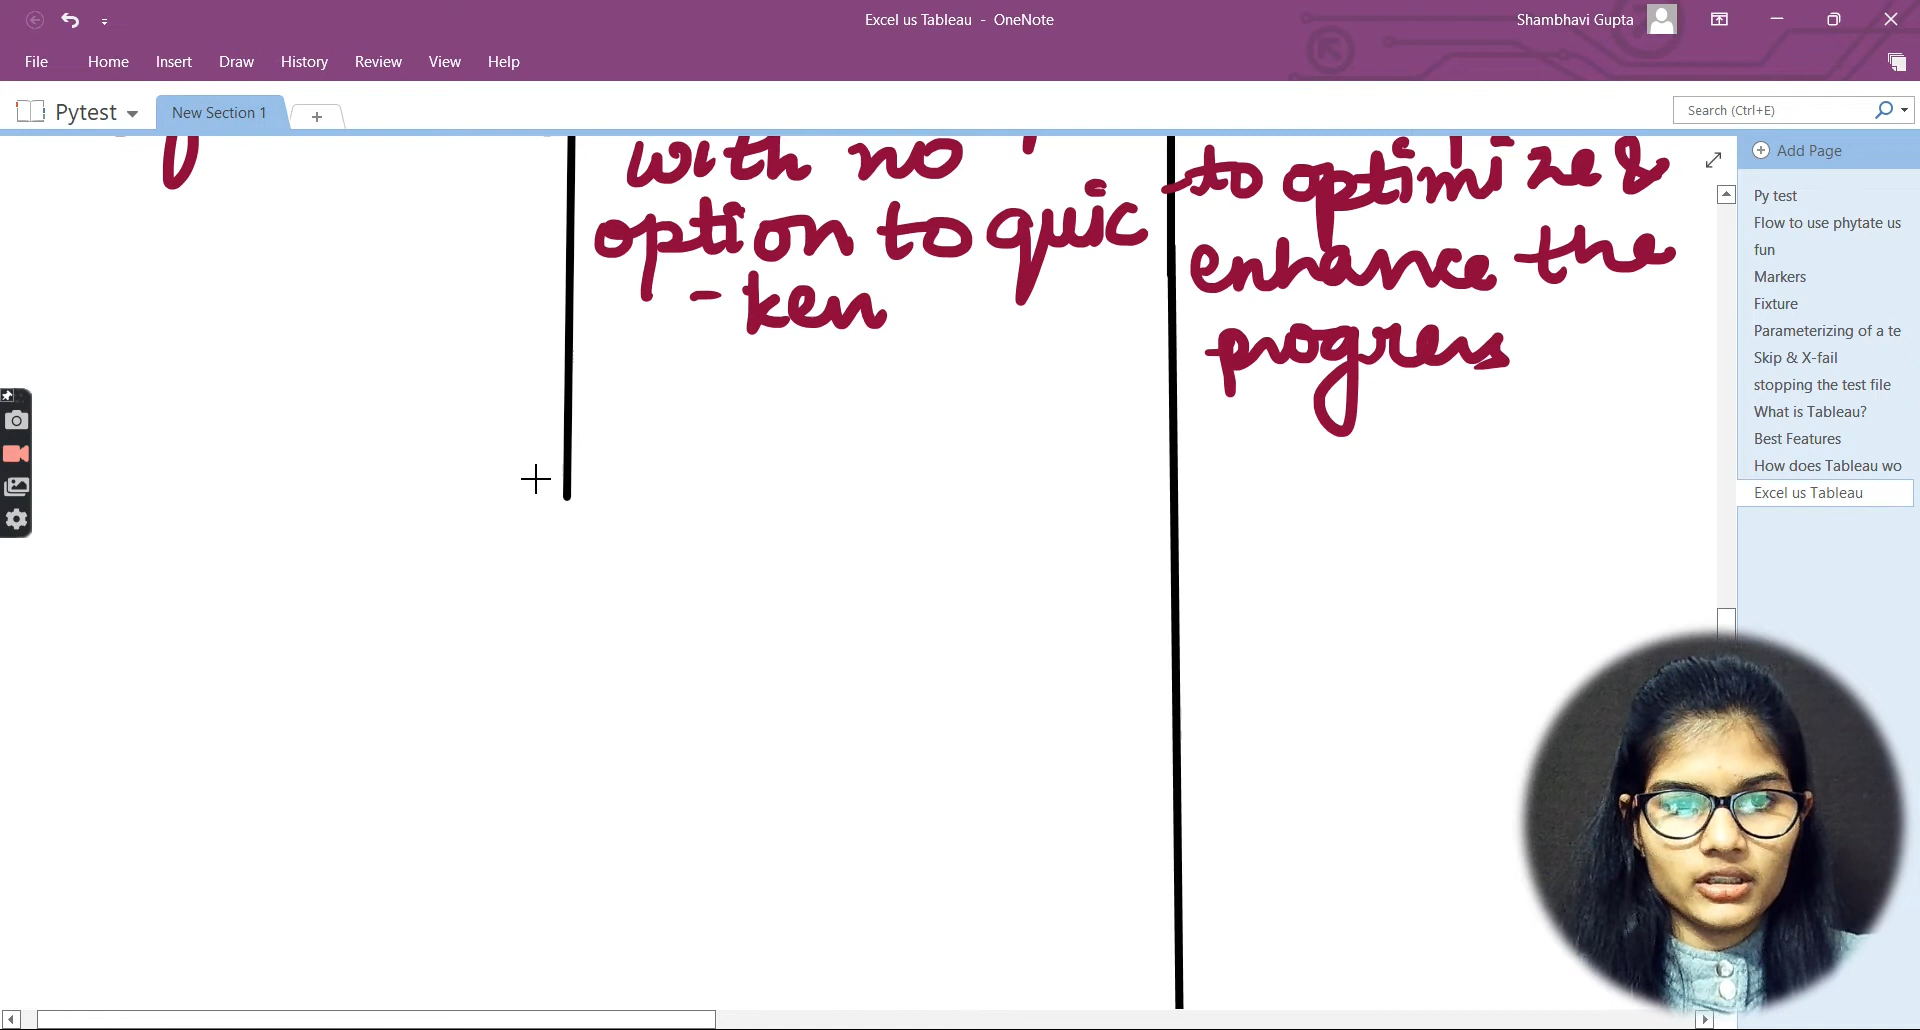 Excel us Tableau - OneNote
Shambhavi Gupta
File Home Insert Draw History Review View Help
Pytest
New Section 1
+
Search (Ctrl+E)
Add Page
Py test
Flow to use phytate us
fun
Markers
Fixture
Parameterizing of a te
Skip & X-fail
stopping the test file
What is Tableau?
Best Features
How does Tableau wo
Excel us Tableau
with no
option to quic
-ken
-to optimize &
enhance the
progress